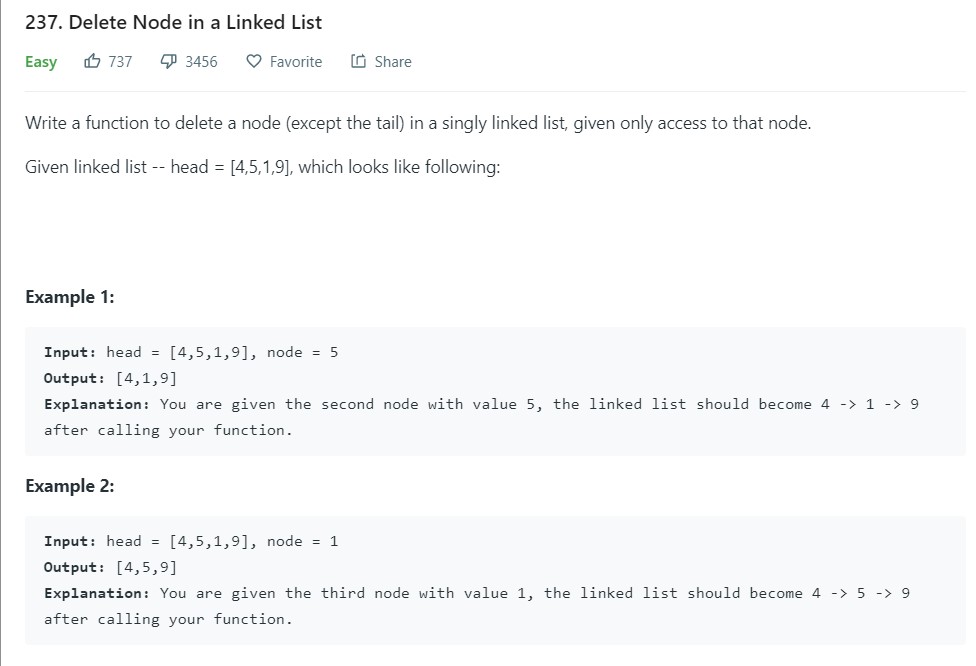 237. Delete Node in a Linked List
Easy 737 3456 Favorite Share
Write a function to delete a node (except the tail) in a singly linked list, given only access to that node.
Given linked list -- head = [4,5,1,9], which looks like following:
Example 1:
Input: head = [4,5,1,9], node = 5
Output: [4,1,9]
Explanation: You are given the second node with value 5, the linked list should become 4 -> 1 -> 9
after calling your function.
Example 2:
Input: head = [4,5,1,9], node = 1
Output: [4,5,9]
Explanation: You are given the third node with value 1, the linked list should become 4 -> 5 -> 9
after calling your function.